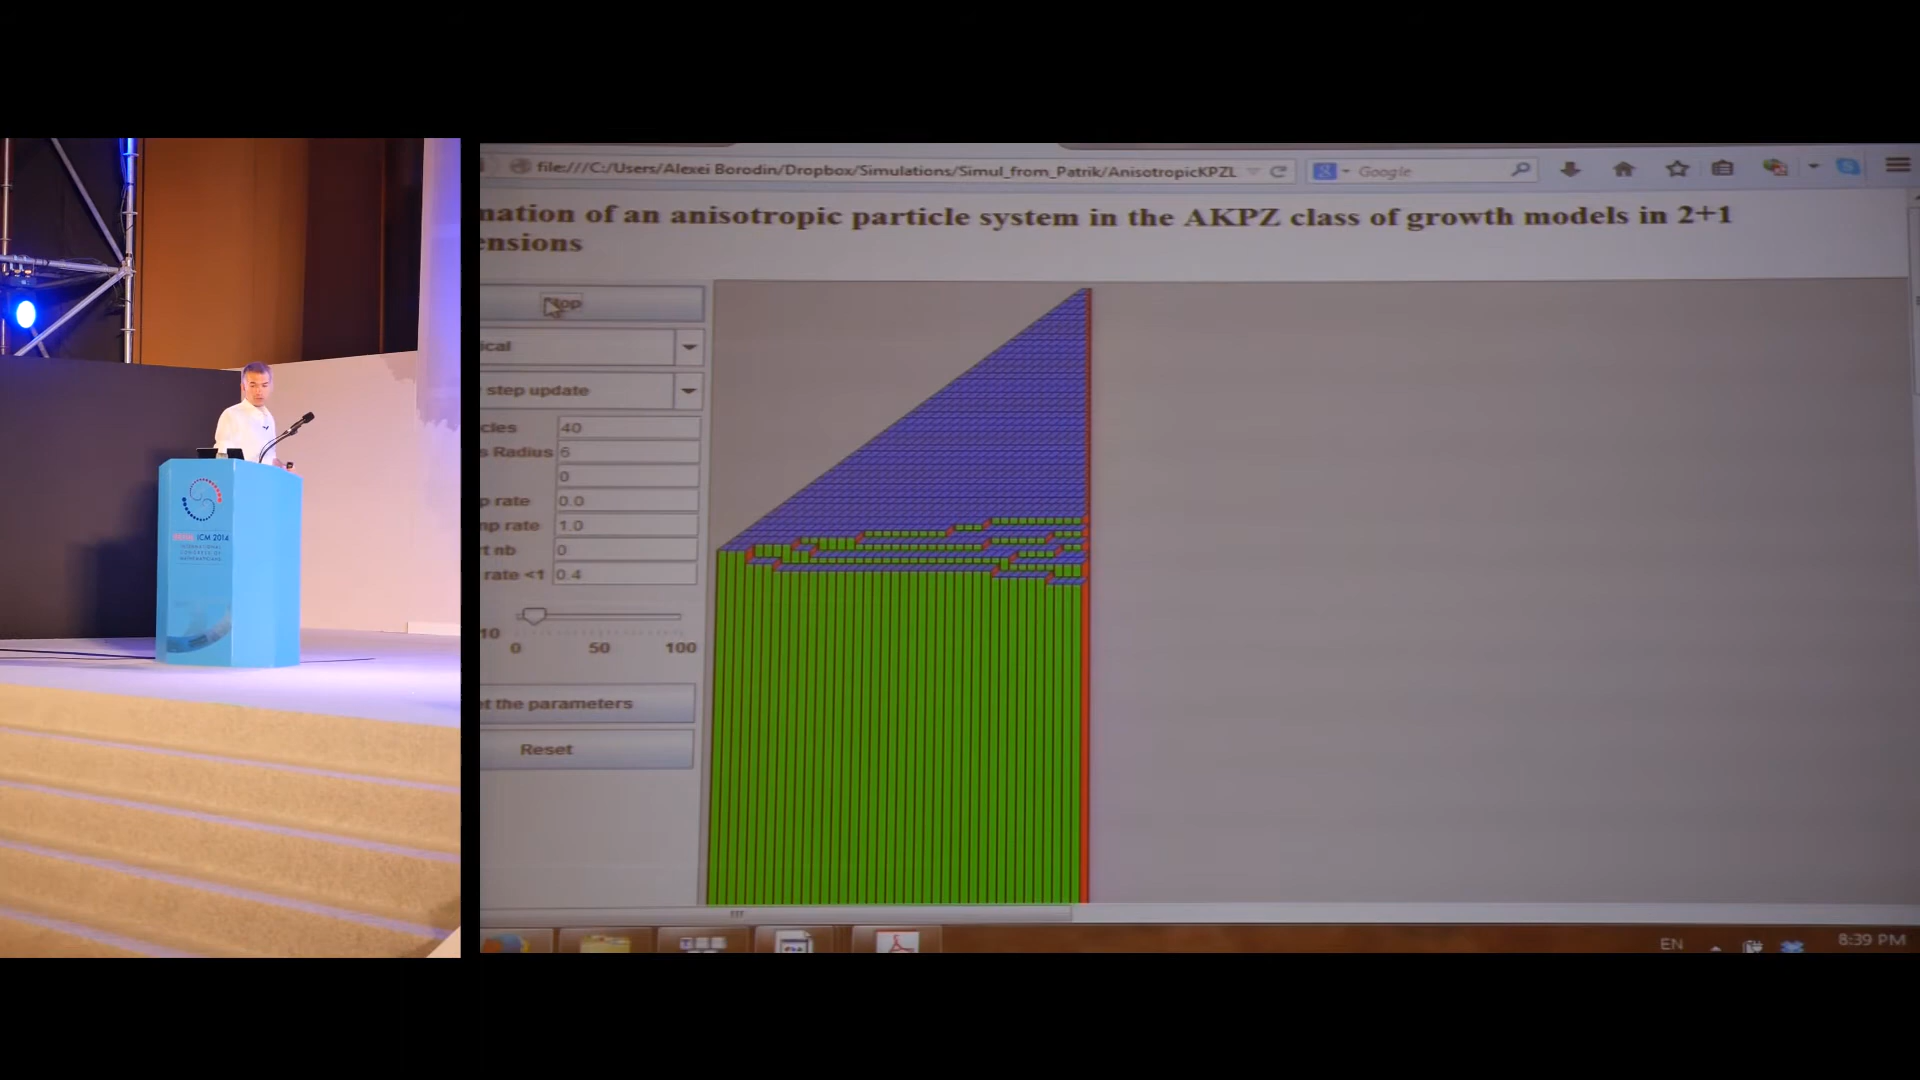 ICM 2014
file:///C:/Users/Alexei Borodin/Dropbox/Simulations/Simul_from_Patrik/AnisotropicKPZL
Google
mation of an anisotropic particle system in the AKPZ class of growth models in 2+1
ensions
top
ical
step update
cles 40
s Radius 6
0
p rate 0.0
mp rate 1.0
t nb 0
rate <1 0.4
10
0 50 100
t the parameters
Reset
EN
8:39 PM